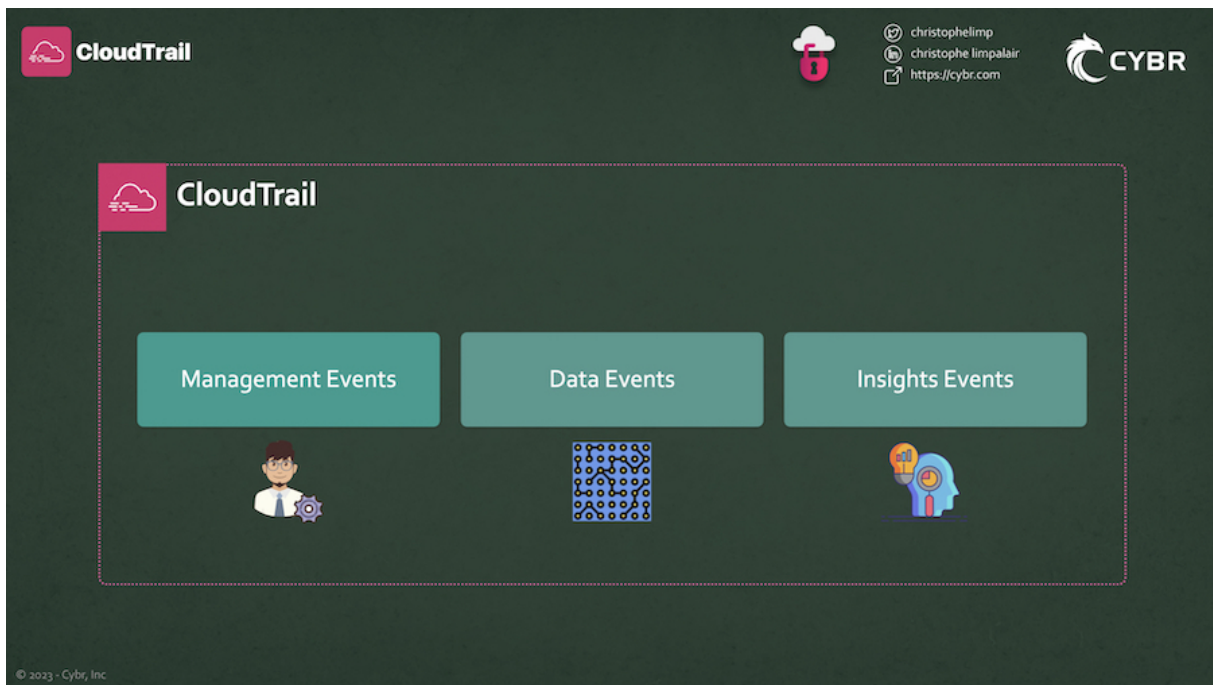 CloudTrail
christophelimp
christophe limpalair
https://cybr.com
CYBR
CloudTrail
Management Events
Data Events
Insights Events
© 2023 - Cybr, Inc